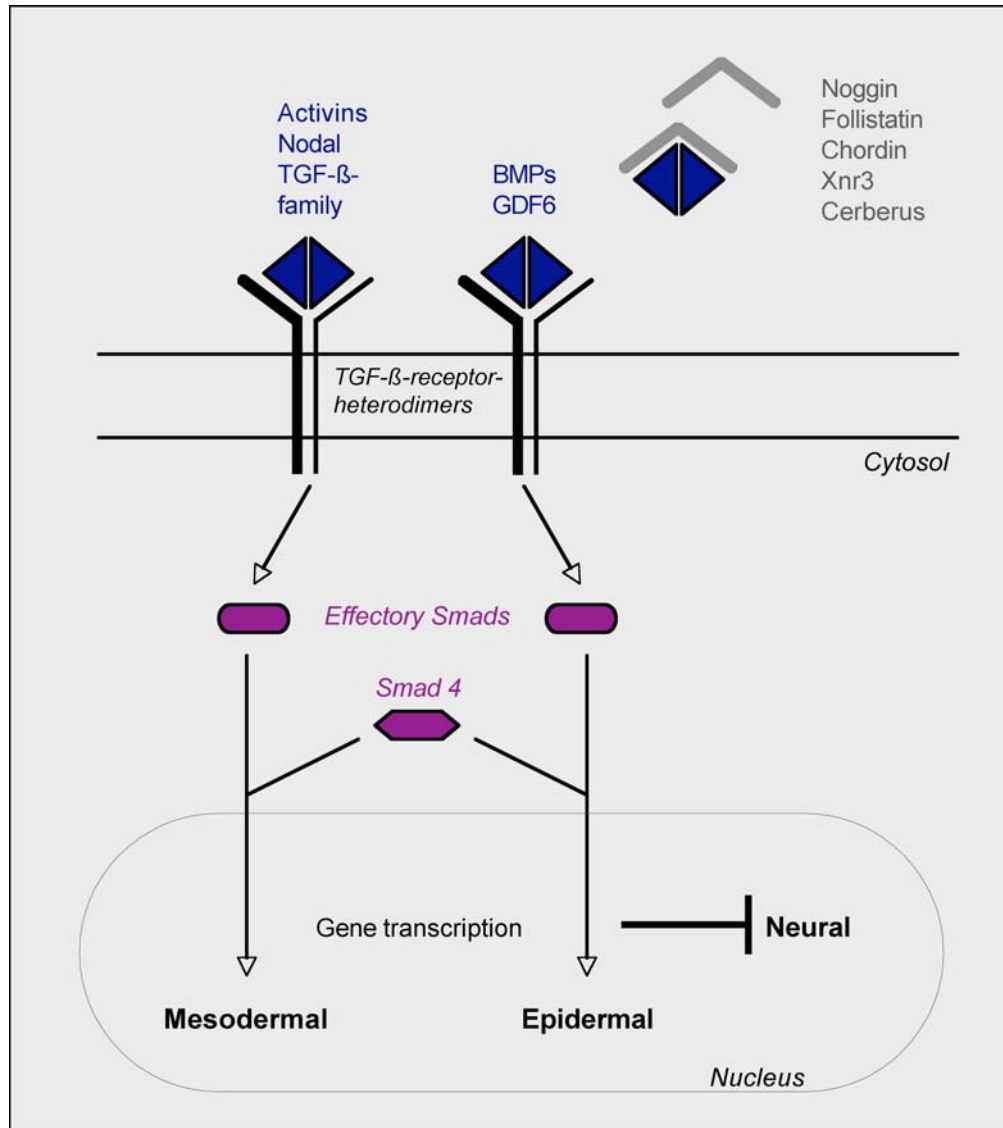 Activins
Nodal
TGF-ß-
family
BMPs
GDF6
Noggin
Follistatin
Chordin
Xnr3
Cerberus
TGF-ß-receptor-
heterodimers
Cytosol
Effectory Smads
Smad 4
Gene transcription
Neural
Mesodermal
Epidermal
Nucleus